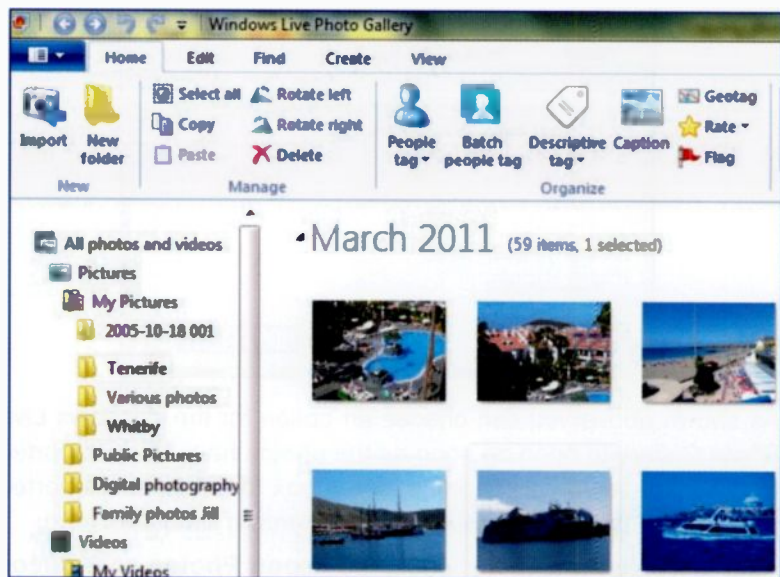 Windows Live Photo Gallery
Home Edit Find Create View
Import
New folder
Select all
Copy
Paste
Rotate left
Rotate right
Delete
People tag
Batch people tag
Descriptive tag
Caption
Geotag
Rate
Flag
New
Manage
Organize
All photos and videos
Pictures
My Pictures
2005-10-18 001
Tenerife
Various photos
Whitby
Public Pictures
Digital photography
Family photos Jill
Videos
My Videos
March 2011 (59 items, 1 selected)